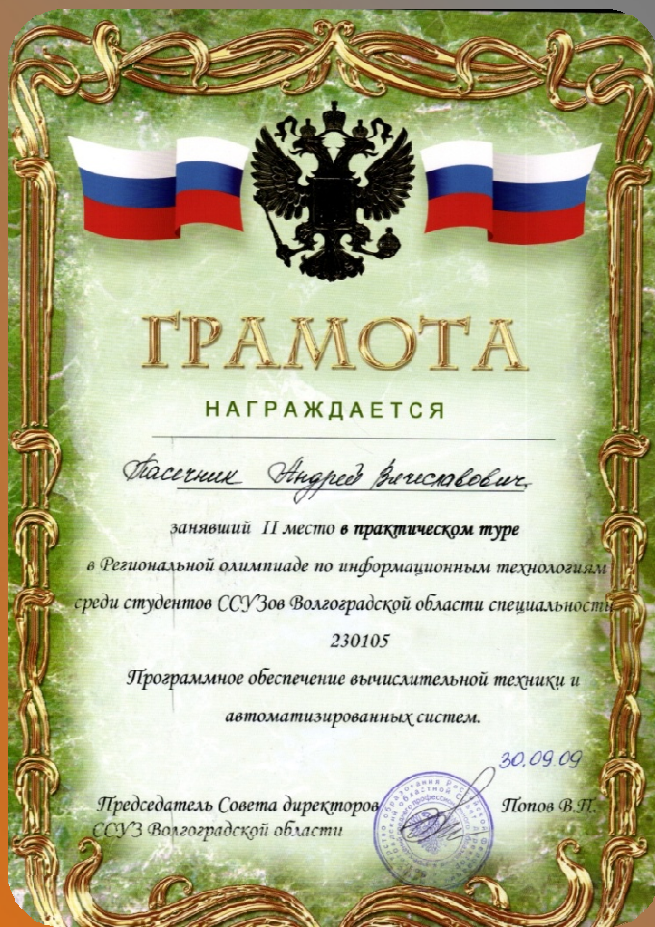 ГРАМОТА
НАГРАЖДАЕТСЯ
Пасечник Андрей Вячеславович
занявший II место в практическом туре
в Региональной олимпиаде по информационным технологиям
среди студентов ССУЗов Волгоградской области специальность
230105
Программное обеспечение вычислительной техники и
автоматизированных систем.
30.09.09
Председатель Совета директоров Попов В.П.
ССУЗ Волгоградской области